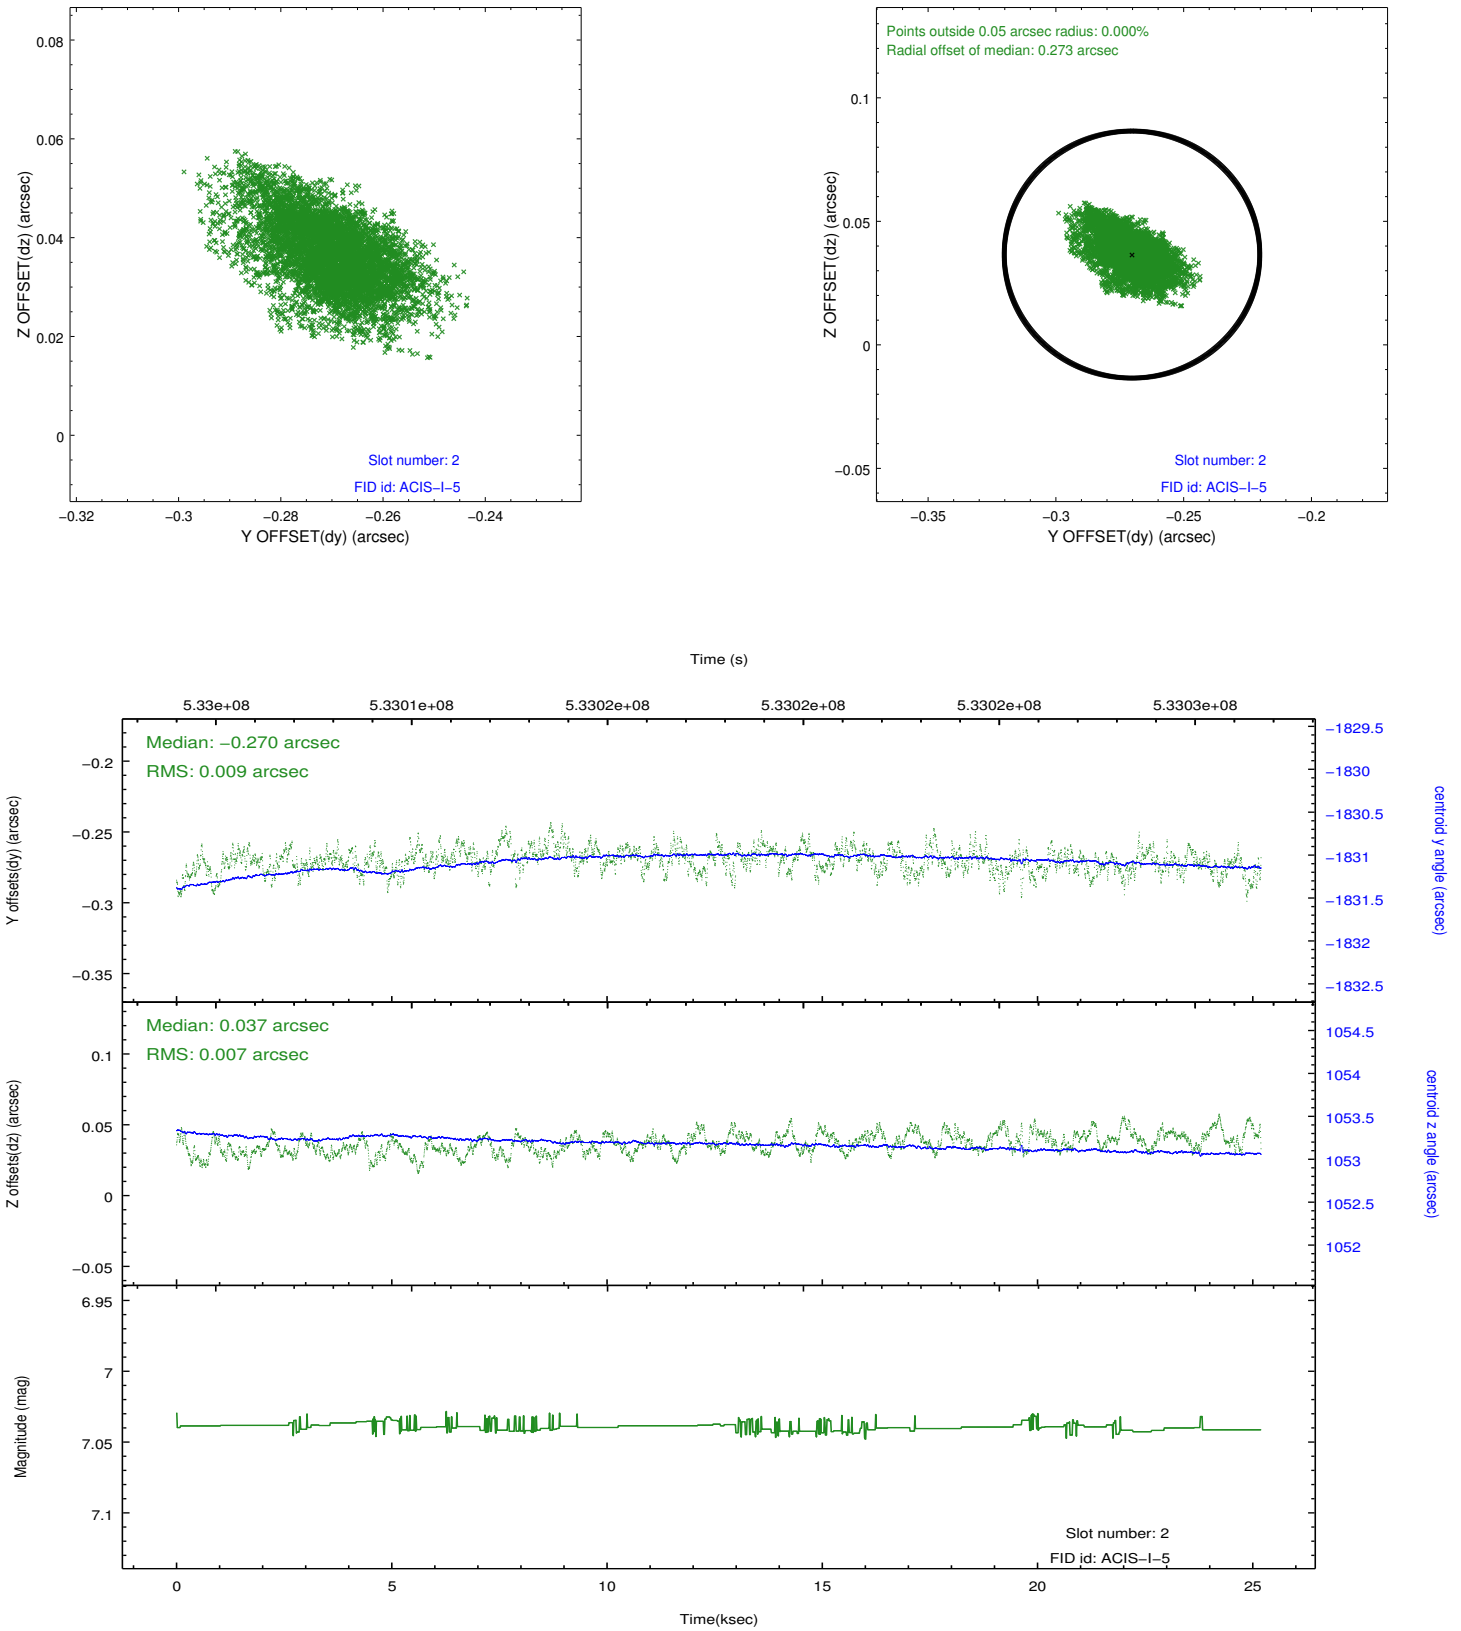 0.08
0.06
0.04
0.02
0
Z OFFSET(dz) (arcsec)
Slot number: 2
FID id: ACIS−I−5
−0.32 −0.3 −0.28 −0.26 −0.24
Y OFFSET(dy) (arcsec)
Points outside 0.05 arcsec radius: 0.000%
Radial offset of median: 0.273 arcsec
0.1
0.05
0
−0.05
Z OFFSET(dz) (arcsec)
Slot number: 2
FID id: ACIS−I−5
−0.35 −0.3 −0.25 −0.2
Y OFFSET(dy) (arcsec)
Time (s)
5.33e+08 5.3301e+08 5.3302e+08 5.3302e+08 5.3302e+08 5.3303e+08
Median: −0.270 arcsec
RMS: 0.009 arcsec
−0.2
−0.25
−0.3
−0.35
Y offsets(dy) (arcsec)
−1829.5
−1830
−1830.5
−1831
−1831.5
−1832
−1832.5
centroid y angle (arcsec)
Median: 0.037 arcsec
RMS: 0.007 arcsec
0.1
0.05
0
−0.05
Z offsets(dz) (arcsec)
1054.5
1054
1053.5
1053
1052.5
1052
centroid z angle (arcsec)
6.95
7
7.05
7.1
Magnitude (mag)
Slot number: 2
FID id: ACIS−I−5
0 5 10 15 20 25
Time(ksec)